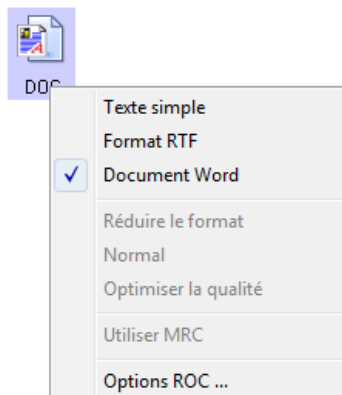 DOC
Texte simple
Format RTF
Document Word
Réduire le format
Normal
Optimiser la qualité
Utiliser MRC
Options ROC ...